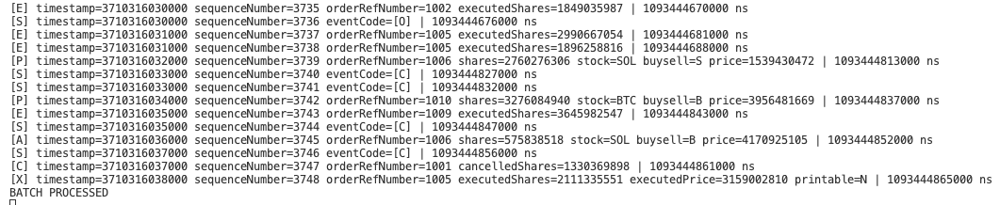 [E] timestamp=3710316030000 sequenceNumber=3735 orderRefNumber=1002 executedShares=1849035987 | 1093444670000 ns
[S] timestamp=3710316030000 sequenceNumber=3736 eventCode=[O] | 1093444676000 ns
[E] timestamp=3710316031000 sequenceNumber=3737 orderRefNumber=1005 executedShares=2990667054 | 1093444681000 ns
[E] timestamp=3710316031000 sequenceNumber=3738 orderRefNumber=1005 executedShares=1896258816 | 1093444688000 ns
[P] timestamp=3710316032000 sequenceNumber=3739 orderRefNumber=1006 shares=2760276306 stock=SOL buysell=S price=1539430472 | 1093444813000 ns
[S] timestamp=3710316033000 sequenceNumber=3740 eventCode=[C] | 1093444827000 ns
[S] timestamp=3710316033000 sequenceNumber=3741 eventCode=[C] | 1093444832000 ns
[P] timestamp=3710316034000 sequenceNumber=3742 orderRefNumber=1010 shares=3276084940 stock=BTC buysell=B price=3956481669 | 1093444837000 ns
[E] timestamp=3710316035000 sequenceNumber=3743 orderRefNumber=1009 executedShares=3645982547 | 1093444843000 ns
[S] timestamp=3710316035000 sequenceNumber=3744 eventCode=[C] | 1093444847000 ns
[A] timestamp=3710316036000 sequenceNumber=3745 orderRefNumber=1006 shares=575838518 stock=SOL buysell=B price=4170925105 | 1093444852000 ns
[S] timestamp=3710316037000 sequenceNumber=3746 eventCode=[C] | 1093444856000 ns
[C] timestamp=3710316037000 sequenceNumber=3747 orderRefNumber=1001 cancelledShares=1330369898 | 1093444861000 ns
[X] timestamp=3710316038000 sequenceNumber=3748 orderRefNumber=1005 executedShares=2111335551 executedPrice=3159002810 printable=N | 1093444865000 ns
BATCH PROCESSED